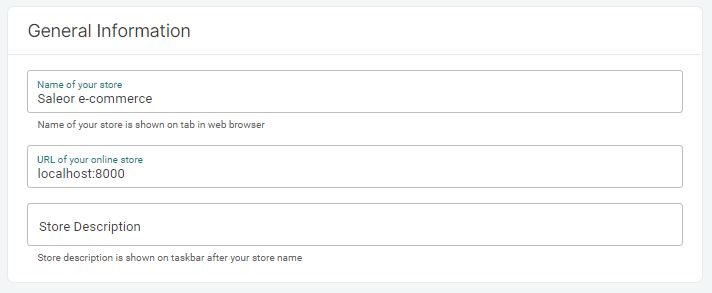 General Information
Name of your store
Saleor e-commerce
Name of your store is shown on tab in web browser
URL of your online store
localhost:8000
Store Description
Store description is shown on taskbar after your store name